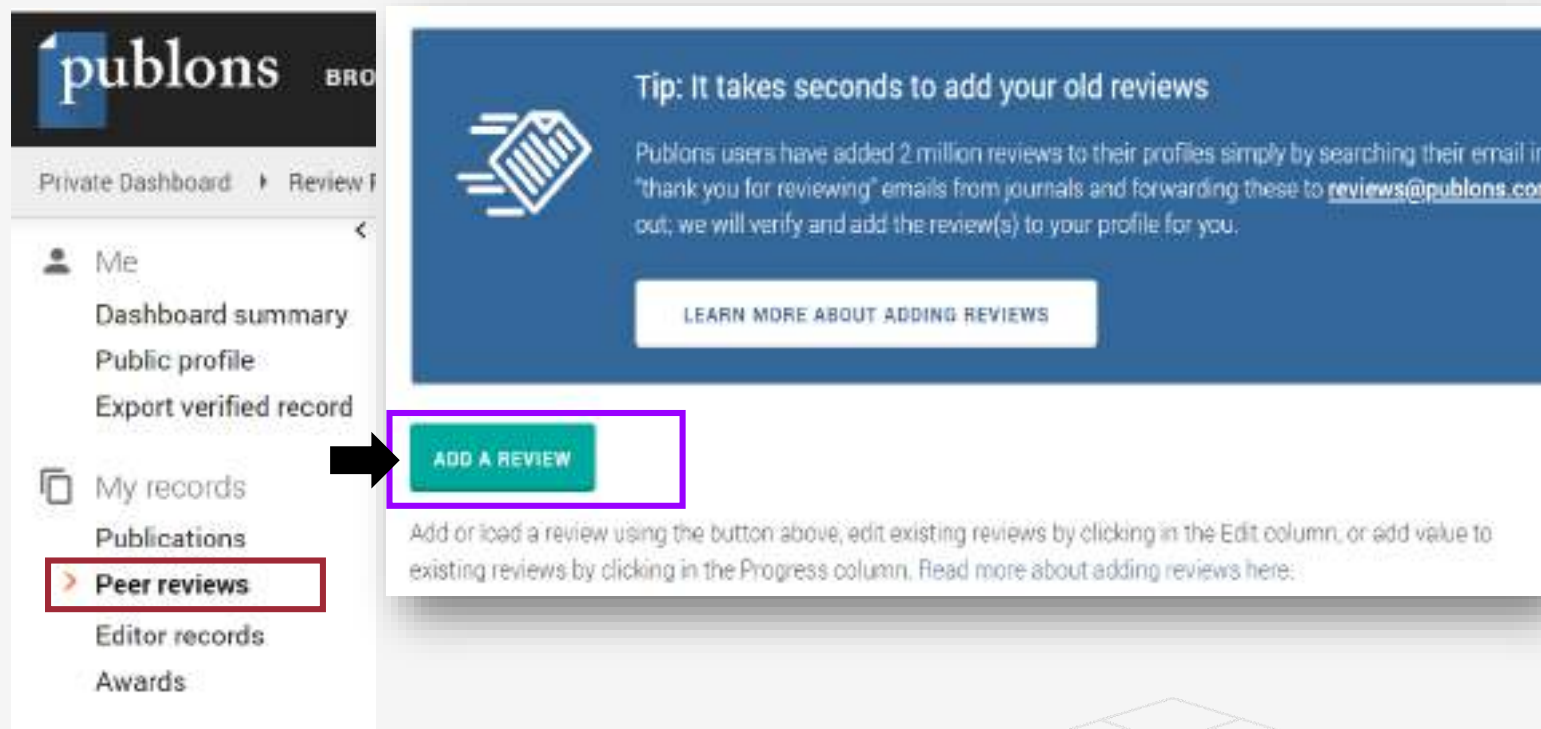 publons BRO
Private Dashboard Review
Me
Dashboard summary
Public profile
Export verified record
My records
Publications
Peer reviews
Editor records
Awards
Tip: It takes seconds to add your old reviews
Publons users have added 2 million reviews to their profiles simply by searching their email in
"thank you for reviewing" emails from journals and forwarding these to reviews@publons.co
out; we will verify and add the review(s) to your profile for you.
LEARN MORE ABOUT ADDING REVIEWS
ADD A REVIEW
Add or load a review using the button above, edit existing reviews by clicking in the Edit column, or add value to
existing reviews by clicking in the Progress column. Read more about adding reviews here.